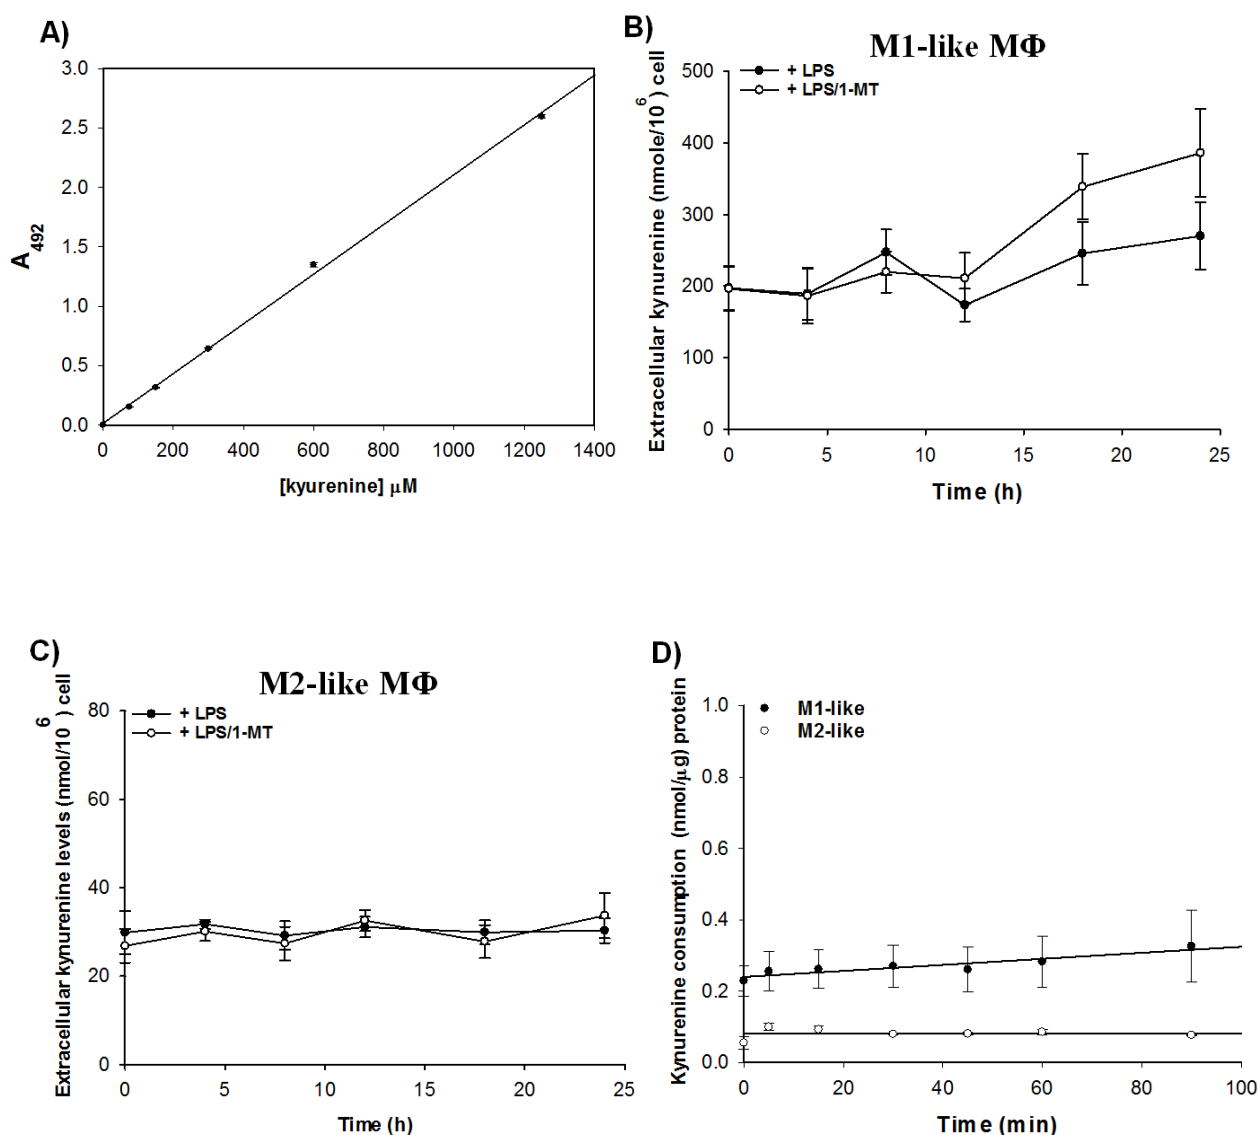 A)
3.0
2.5
2.0
1.5
1.0
0.5
0.0
A492
0 200 400 600 800 1000 1200 1400
[kyurenine] μM
B)
M1-like MΦ
+ LPS
+ LPS/1-MT
500
400
300
200
100
0
Extracellular kynurenine (nmole/10^6) cell
0 5 10 15 20 25
Time (h)
C)
M2-like MΦ
+ LPS
+ LPS/1-MT
80
60
40
20
0
Extracellular kynurenine levels (nmol/10^6) cell
0 5 10 15 20 25
Time (h)
D)
M1-like
M2-like
1.0
0.8
0.6
0.4
0.2
0.0
Kynurenine consumption (nmol/μg) protein
0 20 40 60 80 100
Time (min)